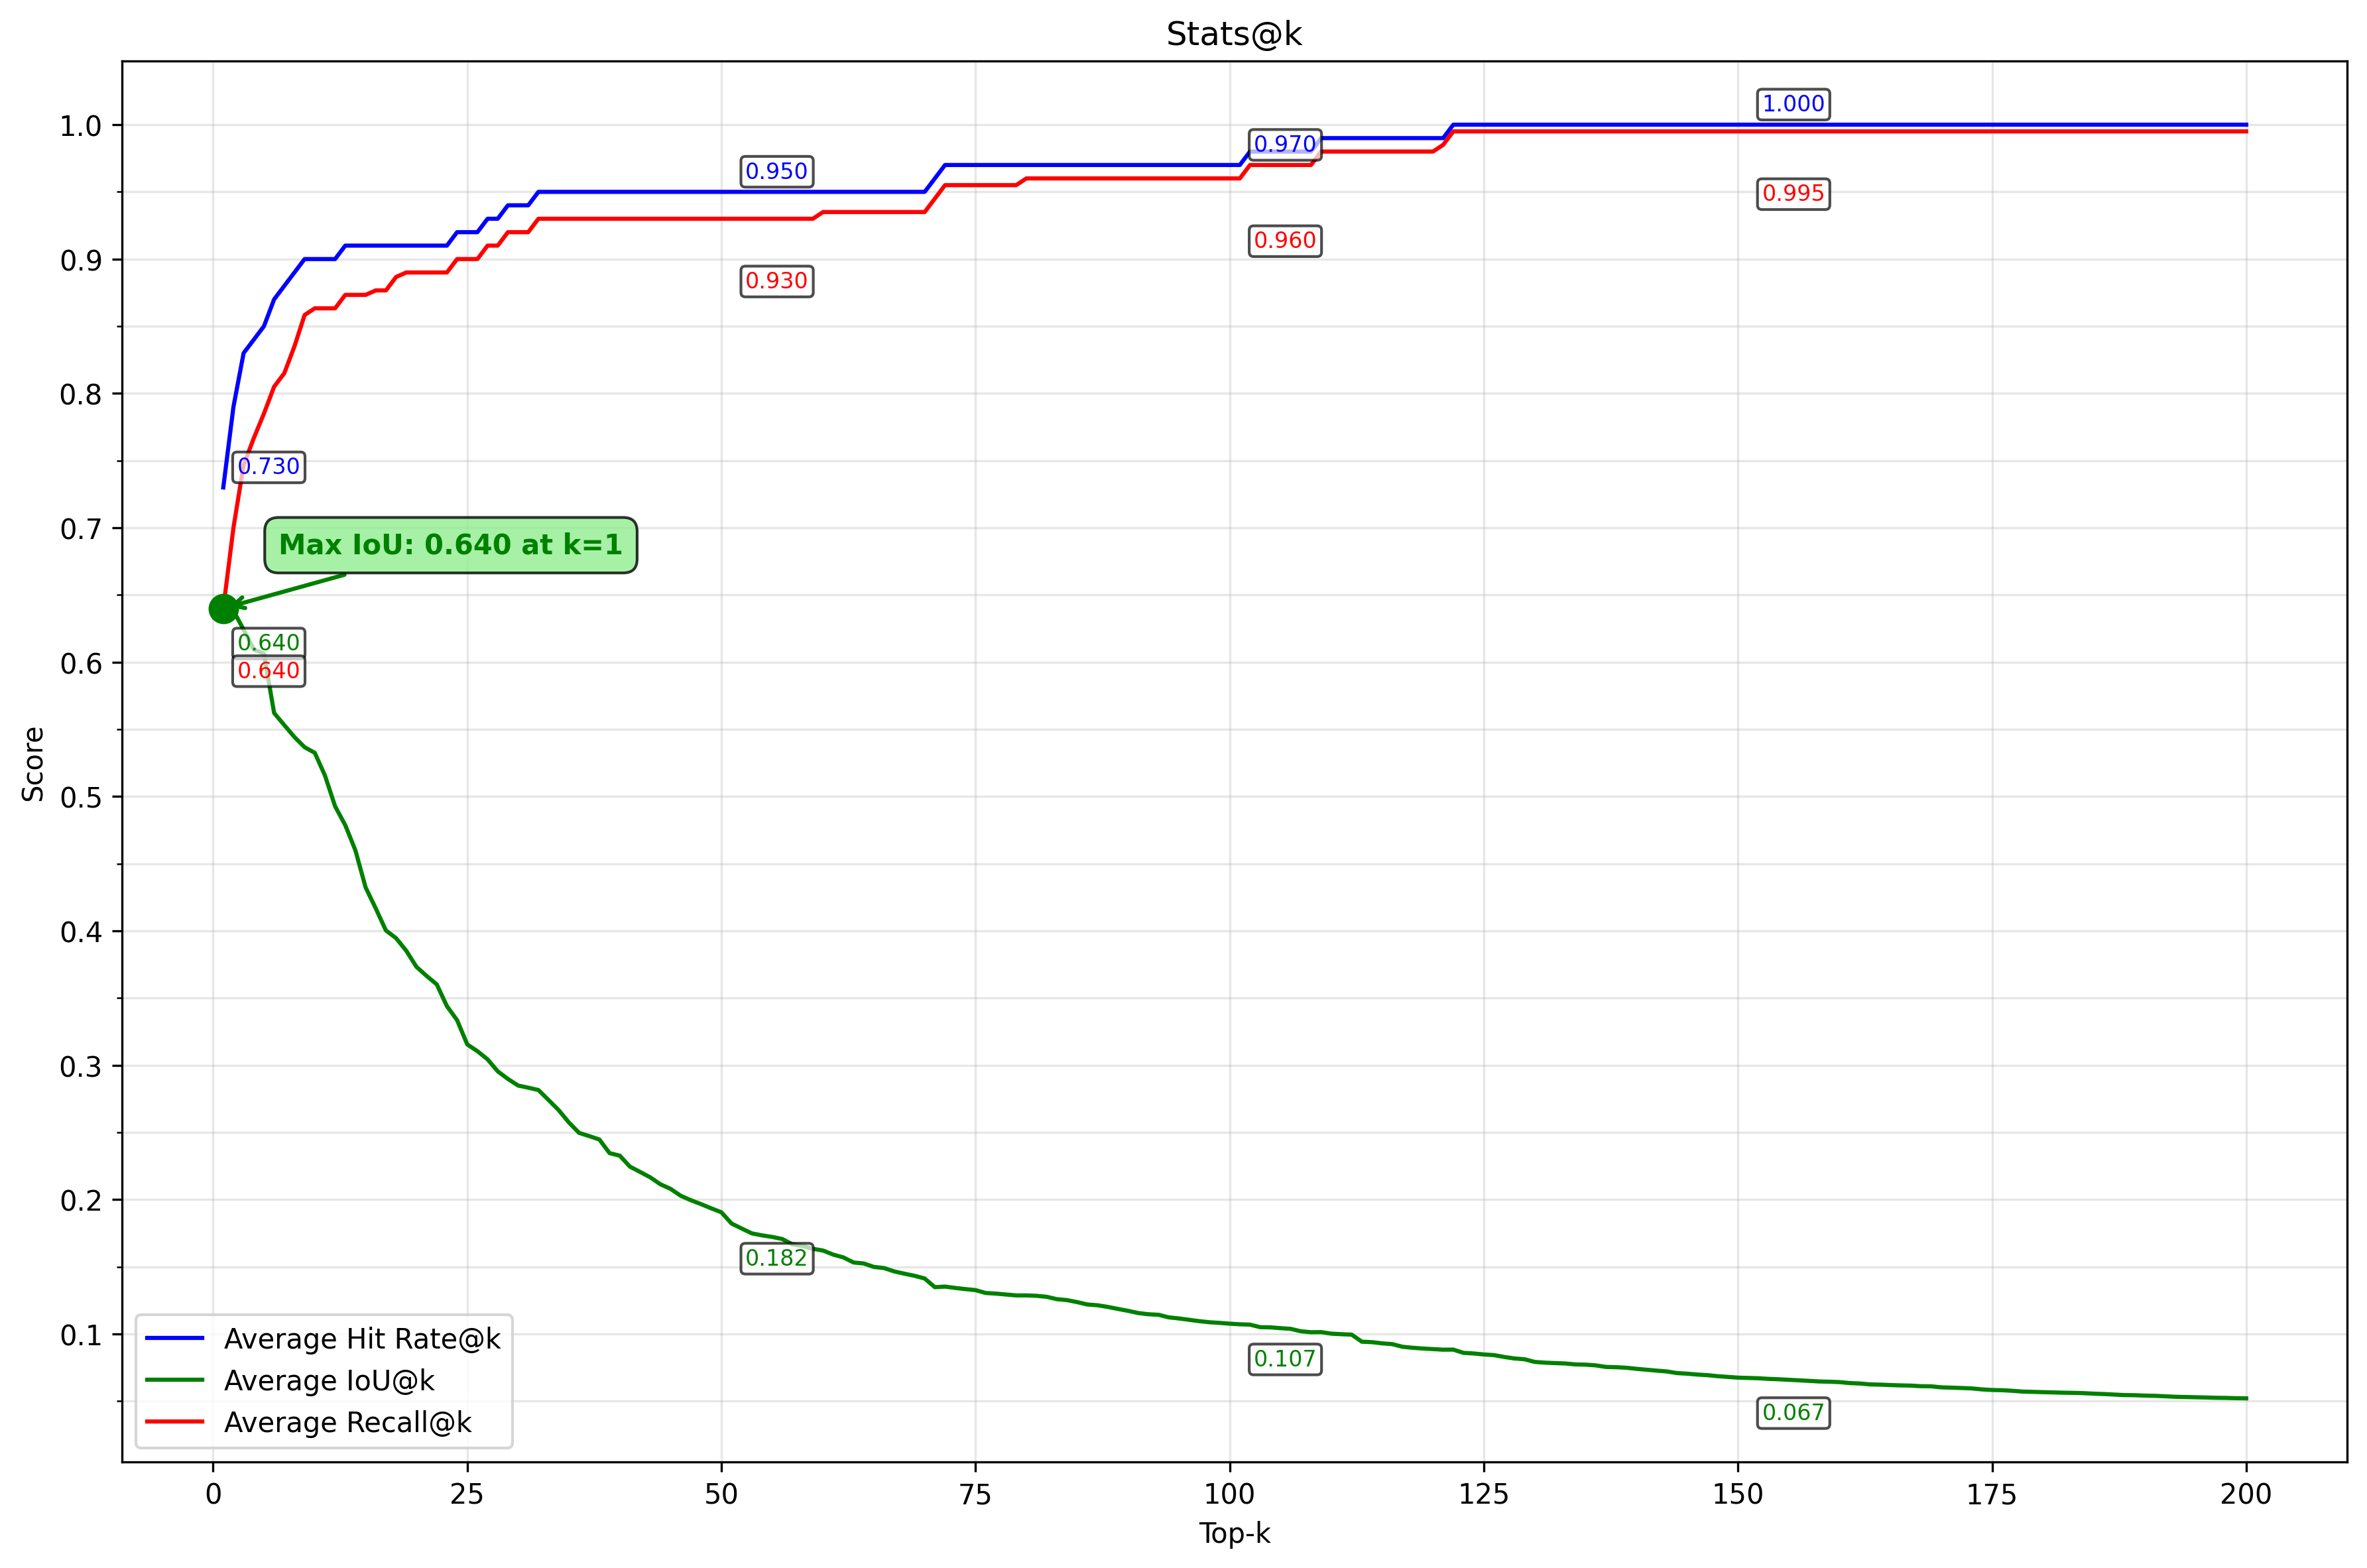 Stats@k
1.0
0.9
0.8
0.7
0.6
0.5
0.4
0.3
0.2
0.1
Score
1.000
0.970
0.950
0.995
0.960
0.930
0.730
Max IoU: 0.640 at k=1
0.640
0.640
0.182
0.107
0.067
Average Hit Rate@k
Average IoU@k
Average Recall@k
0 25 50 75 100 125 150 175 200
Top-k